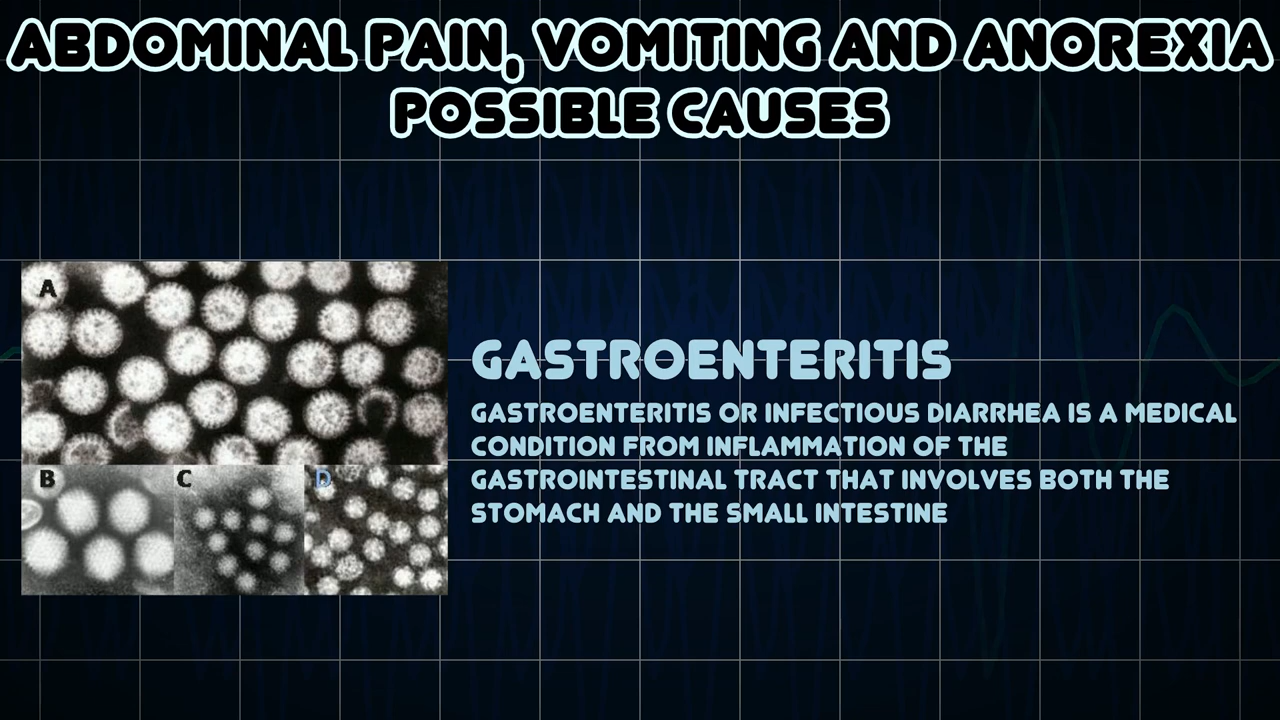 ABDOMINAL PAIN, VOMITING AND ANOREXIA
POSSIBLE CAUSES
A
B
C
D
GASTROENTERITIS
GASTROENTERITIS OR INFECTIOUS DIARRHEA IS A MEDICAL
CONDITION FROM INFLAMMATION OF THE
GASTROINTESTINAL TRACT THAT INVOLVES BOTH THE
STOMACH AND THE SMALL INTESTINE